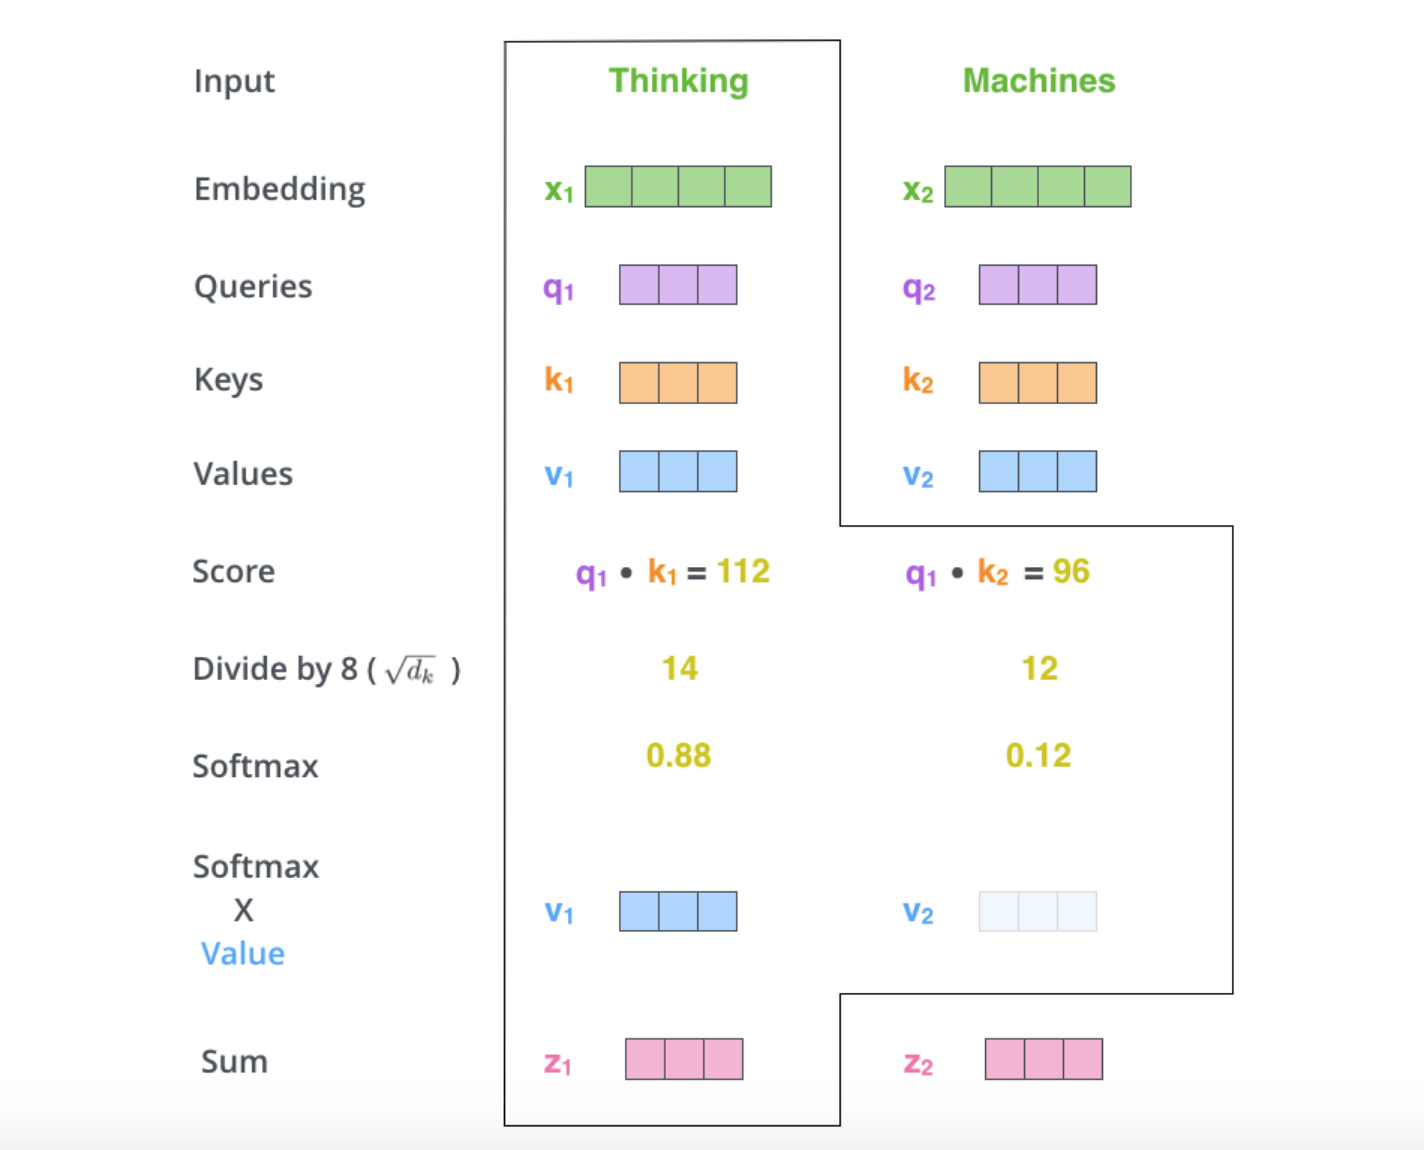 Input Thinking Machines
Embedding x₁ x₂
Queries q₁ q₂
Keys k₁ k₂
Values v₁ v₂
Score q₁ • k₁ = 112 q₁ • k₂ = 96
Divide by 8 ( √dₖ ) 14 12
Softmax 0.88 0.12
Softmax
X v₁ v₂
Value
Sum z₁ z₂